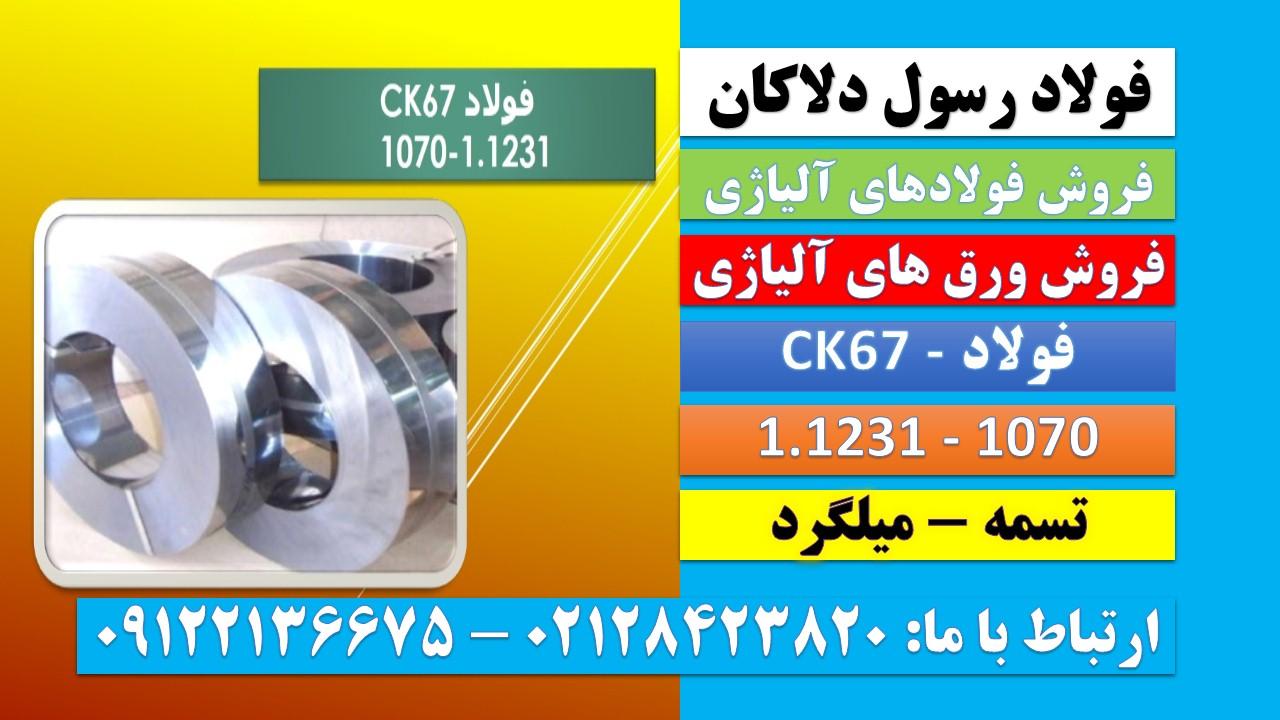 فولاد رسول دلاکان
فروش فولادهای آلیاژی
فروش ورق های آلیاژی
فولاد - CK67
1.1231 - 1070
تسمه – میلگرد
فولاد CK67
1070-1.1231
ارتباط با ما: ۰۲۱۲۸۴۲۳۸۲۰ – ۰۹۱۲۲۱۳۶۶۷۵